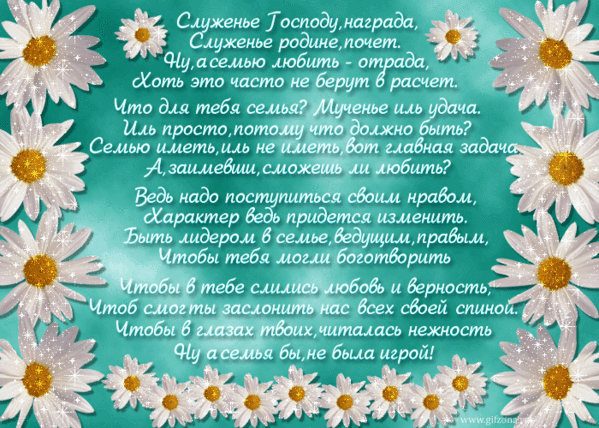 Служенье Господу,награда,
Служенье родине,почет.
Ну,а семью любить - отрада,
Хоть это часто не берут в расчет.
Что для тебя семья? Мученье иль удача.
Иль просто,потому что должно быть?
Семью иметь,иль не иметь,вот главная задача
А,заимевши,сможешь ли любить?
Ведь надо поступиться своим нравом,
Характер ведь придется изменить.
Быть лидером в семье,ведущим,правым,
Чтобы тебя могли боготворить
Чтобы в тебе слились любовь и верность,
Чтоб смог ты заслонить нас всех своей спиной.
Чтобы в глазах твоих,читалась нежность
Ну а семья бы,не была игрой!